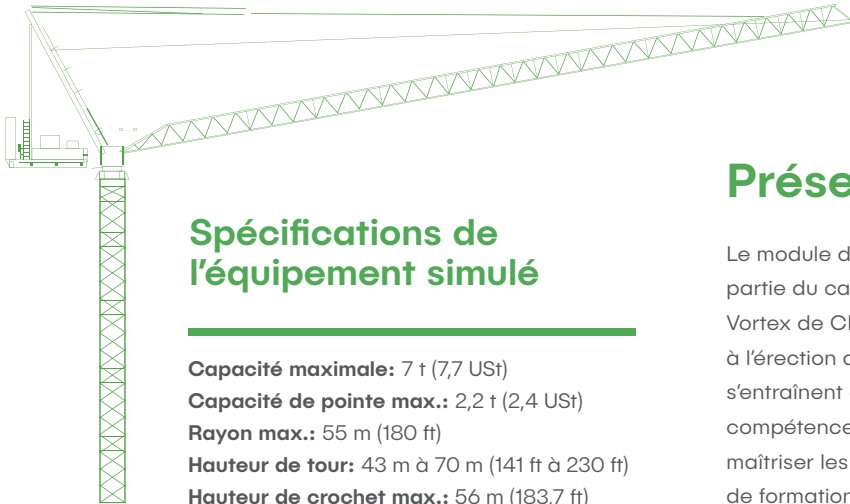 Spécifications de
l'équipement simulé
Capacité maximale: 7 t (7,7 USt)
Capacité de pointe max.: 2,2 t (2,4 USt)
Rayon max.: 55 m (180 ft)
Hauteur de tour: 43 m à 70 m (141 ft à 230 ft)
Hauteur de crochet max.: 56 m (183,7 ft)
Prése
Le module d
partie du ca
Vortex de Cl
à l'érection
s'entraînent
compétence
maîtriser les
de formation